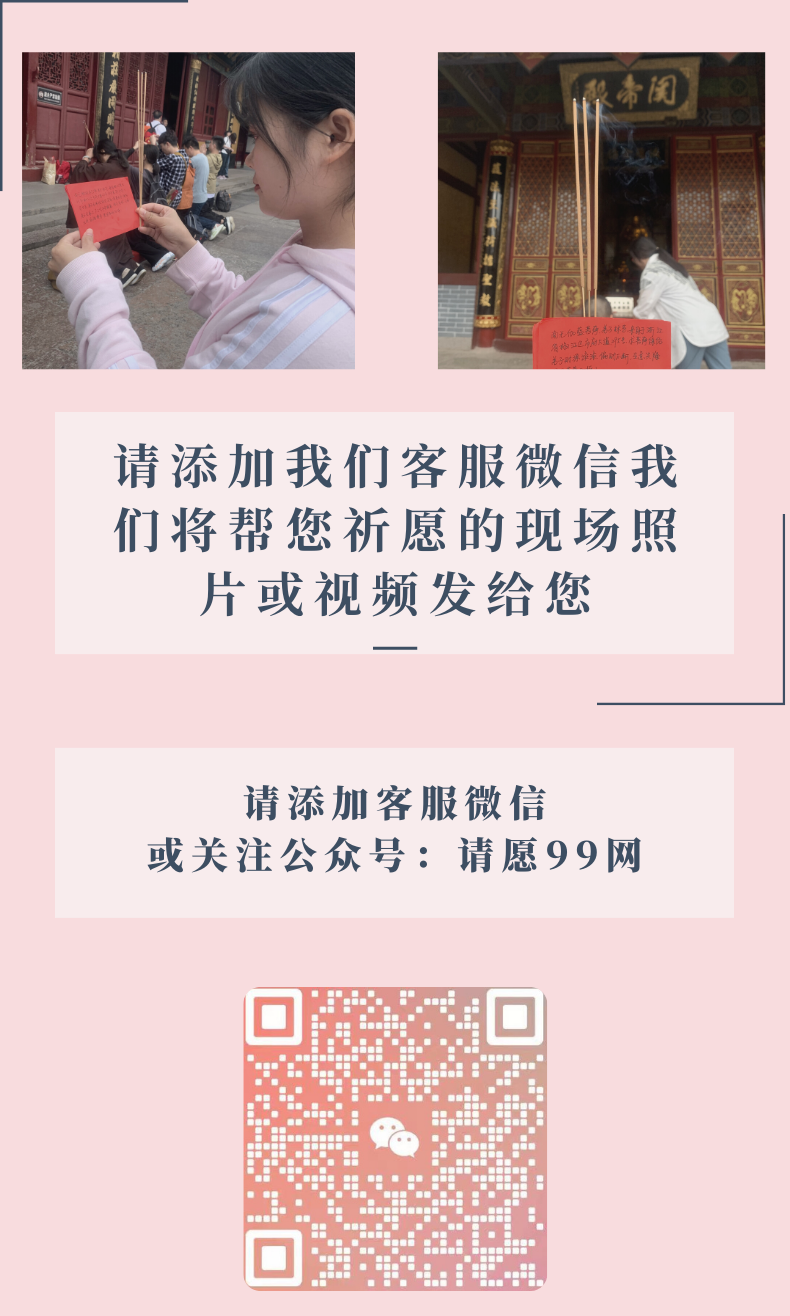 殿帝関
请添加我们客服微信我
们将帮您祈愿的现场照
片或视频发给您
请添加客服微信
或关注公众号：请愿99网